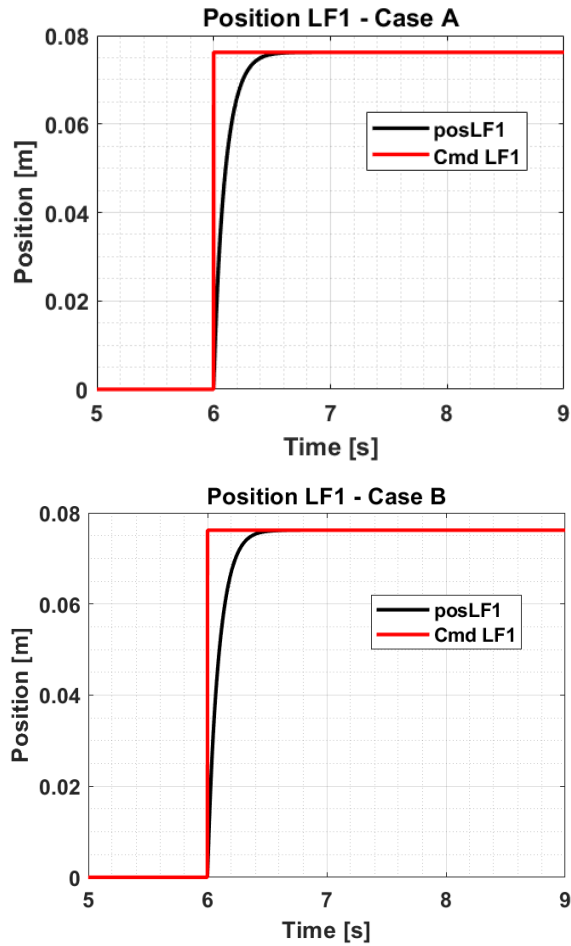 Position LF1 - Case A
Position [m]
0.08
0.06
0.04
0.02
0
posLF1
Cmd LF1
5 6 7 8 9
Time [s]
Position LF1 - Case B
Position [m]
0.08
0.06
0.04
0.02
0
posLF1
Cmd LF1
5 6 7 8 9
Time [s]